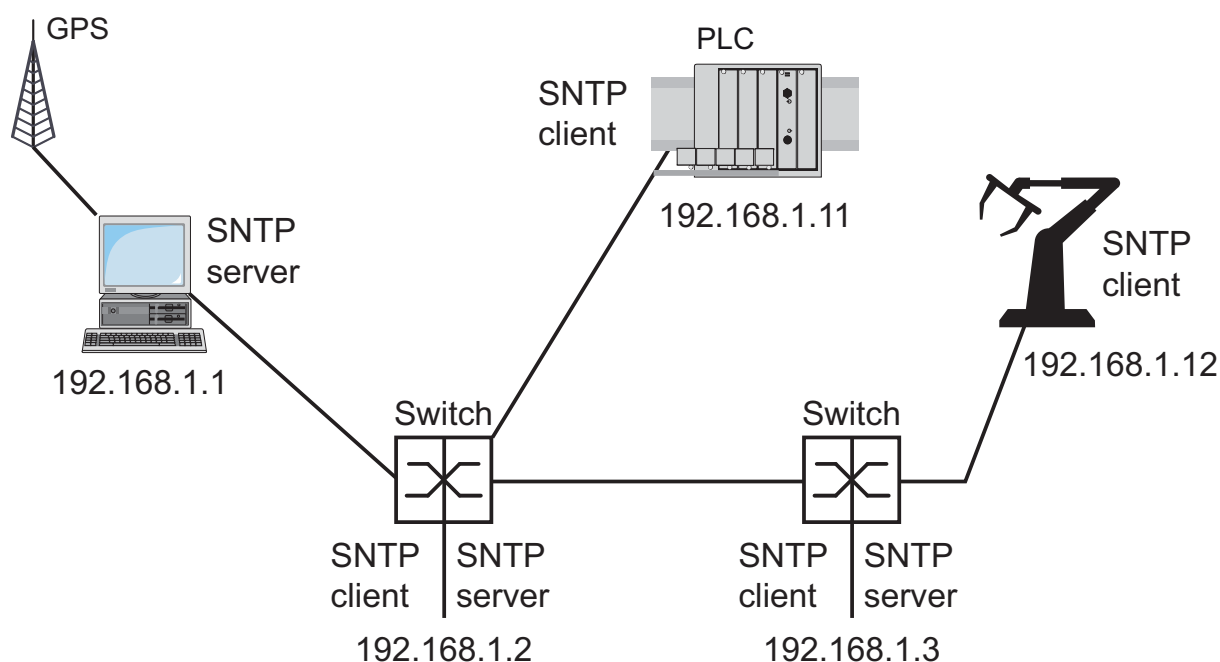 GPS
PLC
SNTP
client
192.168.1.11
SNTP
server
192.168.1.1
SNTP
client
192.168.1.12
Switch
Switch
SNTP
client
SNTP
server
192.168.1.2
SNTP
client
SNTP
server
192.168.1.3